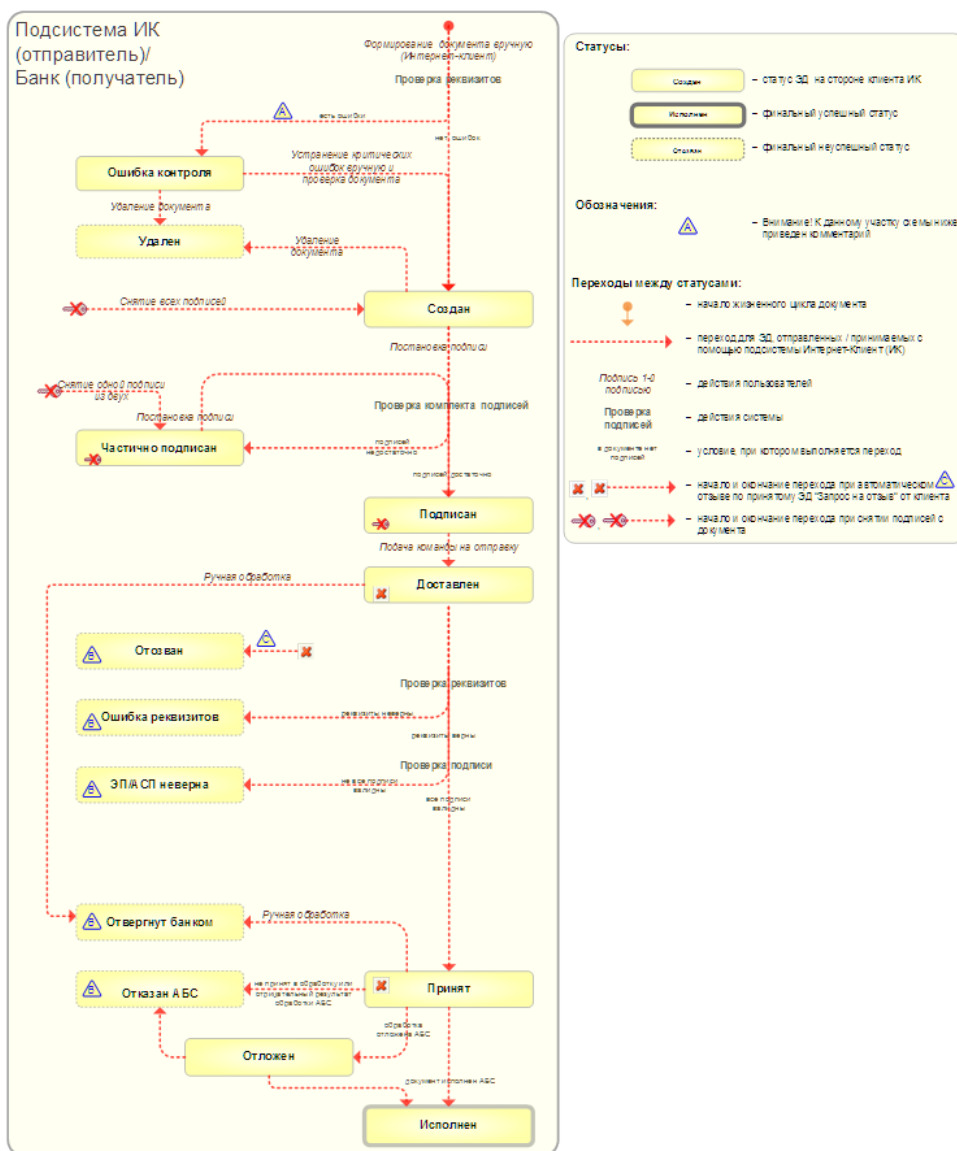 Подсистема ИК
(отправитель)/
Банк (получатель)
Формирование документа вручную
(Интернет-клиент)
Проверка реквизитов
А
есть ошибки
нет ошибок
Ошибка контроля
Устранение критических
ошибок вручную и
проверка документа
Удаление документа
Удален
Удаление
документа
Снятие всех подписей
Создан
Постановка подписи
Снятие одной подписи
из двух
Постановка подписи
Проверка комплекта подписей
Частично подписан
подписей
недостаточно
подписей достаточно
Подписан
Подача команды на отправку
Ручная обработка
Доставлен
В
Отозван
С
Проверка реквизитов
В
Ошибка реквизитов
реквизиты неверны
реквизиты верны
Проверка подписи
В
ЭП/АСП неверна
не все подписи
валидны
все подписи
валидны
В
Отвергнут банком
Ручная обработка
В
Отказан АБС
не принят в обработку или
отрицательный результат
обработки АБС
Принят
обработка
отложена АБС
Отложен
документ исполнен АБС
Исполнен
Статусы:
Создан
– статус ЭД на стороне клиента ИК
Исполнен
– финальный успешный статус
Отозван
– финальный неуспешный статус
Обозначения:
А
– Внимание! К данному участку схемы ниже
приведен комментарий
Переходы между статусами:
– начало жизненного цикла документа
– переход для ЭД, отправленных / принимаемых с
помощью подсистемы Интернет-Клиент (ИК)
Подпись 1-й
подписью
– действия пользователей
Проверка
подписей
– действия системы
в документе нет
подписей
– условие, при котором выполняется переход
– начало и окончание перехода при автоматическом С
отзыве по принятому ЭД "Запрос на отзыв" от клиента
– начало и окончание перехода при снятии подписей с
документа